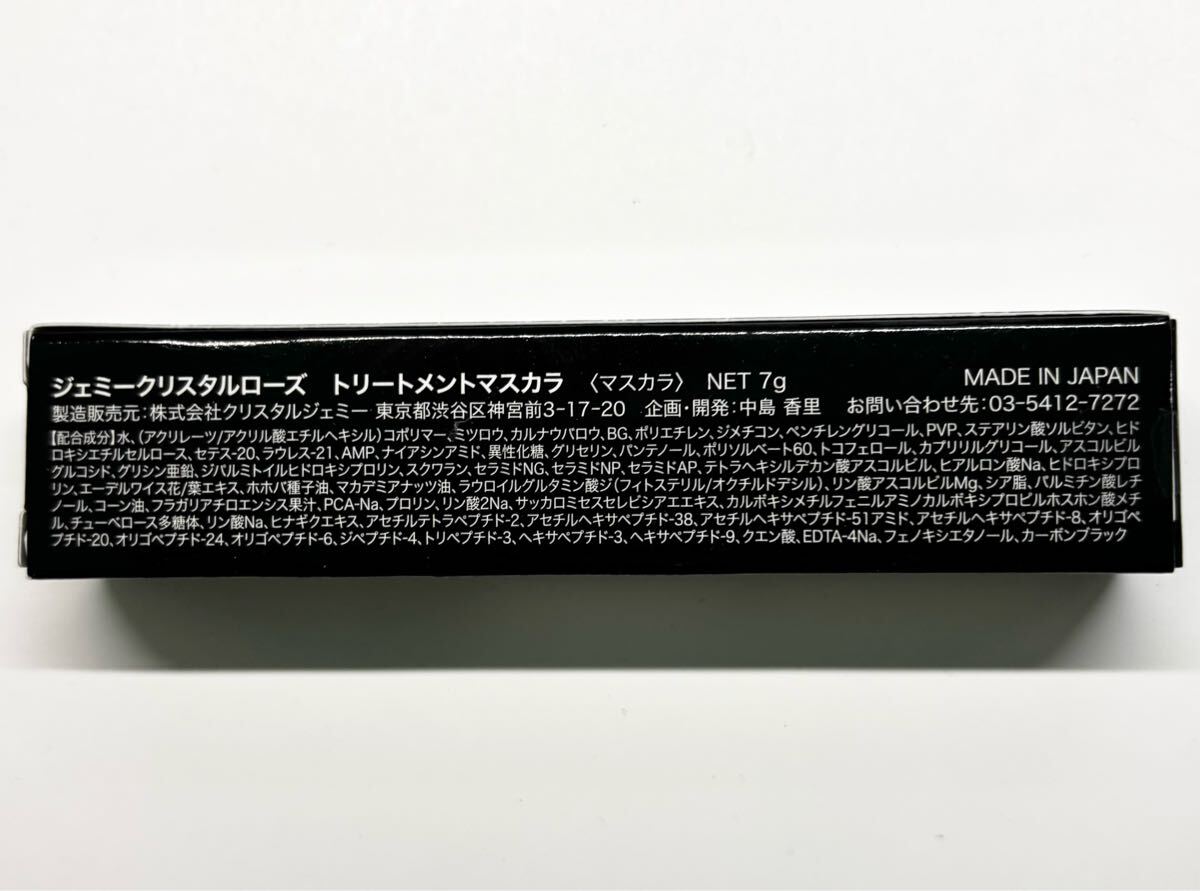 ジェミークリスタルローズ トリートメントマスカラ 〈マスカラ〉 NET 7g MADE IN JAPAN
製造販売元:株式会社クリスタルジェミー 東京都渋谷区神宮前3-17-20 企画・開発:中島 香里 お問い合わせ先:03-5412-7272
【配合成分】水、(アクリレーツ/アクリル酸エチルヘキシル)コポリマー、ミツロウ、カルナウバロウ、BG、ポリエチレン、ジメチコン、ペンチレングリコール、PVP、ステアリン酸ソルビタン、ヒド
ロキシエチルセルロース、セテス-20、ラウレス-21、AMP、ナイアシンアミド、異性化糖、グリセリン、パンテノール、ポリソルベート60、トコフェロール、カプリリルグリコール、アスコルビル
グルコシド、グリシン亜鉛、ジパルミトイルヒドロキシプロリン、スクワラン、セラミドNG、セラミドNP、セラミドAP、テトラヘキシルデカン酸アスコルビル、ヒアルロン酸Na、ヒドロキシプロ
リン、エーデルワイス花/葉エキス、ホホバ種子油、マカデミアナッツ油、ラウロイルグルタミン酸ジ(フィトステリル/オクチルドデシル)、リン酸アスコルビルMg、シア脂、パルミチン酸レチ
ノール、コーン油、フラガリアチロエンシス果汁、PCA-Na、プロリン、リン酸2Na、サッカロミセスセレビシアエエキス、カルボキシメチルフェニルアミノカルボキシプロピルホスホン酸メチ
ル、チューベロース多糖体、リン酸Na、ヒナギクエキス、アセチルテトラペプチド-2、アセチルヘキサペプチド-38、アセチルヘキサペプチド-51アミド、アセチルヘキサペプチド-8、オリゴペ
プチド-20、オリゴペプチド-24、オリゴペプチド-6、ジペプチド-4、トリペプチド-3、ヘキサペプチド-3、ヘキサペプチド-9、クエン酸、EDTA-4Na、フェノキシエタノール、カーボンブラック